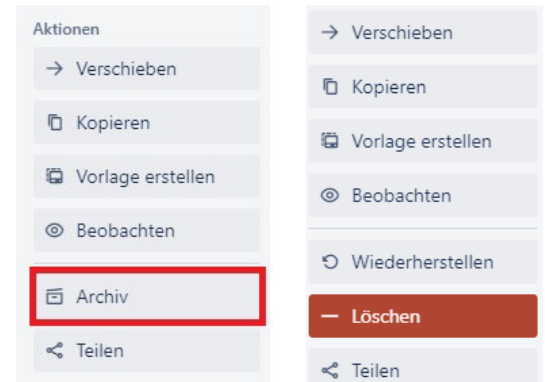 Aktionen
Verschieben
Kopieren
Vorlage erstellen
Beobachten
Archiv
Teilen
Verschieben
Kopieren
Vorlage erstellen
Beobachten
Wiederherstellen
Löschen
Teilen